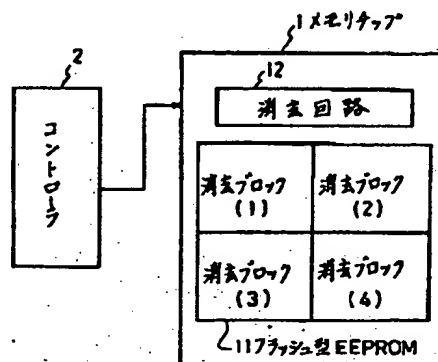 1メモリチップ
2
12
コントローラ
消去回路
消去ブロック
(1)
消去ブロック
(2)
消去ブロック
(3)
消去ブロック
(4)
11フラッシュ型EEPROM